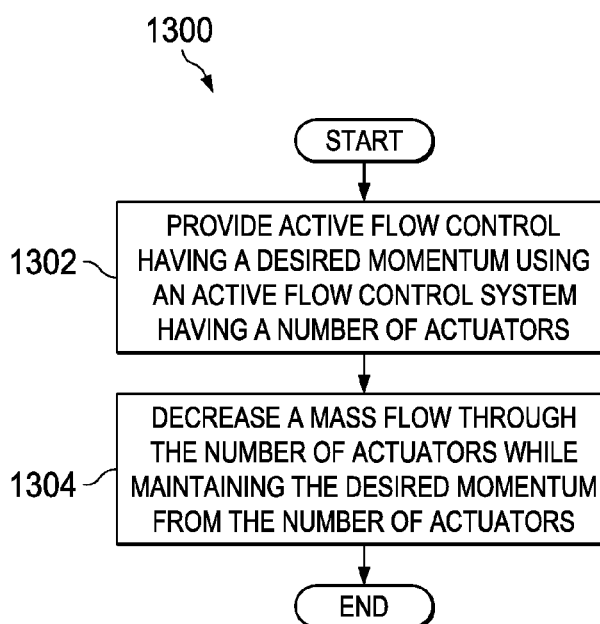 1300
START
1302
PROVIDE ACTIVE FLOW CONTROL
HAVING A DESIRED MOMENTUM USING
AN ACTIVE FLOW CONTROL SYSTEM
HAVING A NUMBER OF ACTUATORS
1304
DECREASE A MASS FLOW THROUGH
THE NUMBER OF ACTUATORS WHILE
MAINTAINING THE DESIRED MOMENTUM
FROM THE NUMBER OF ACTUATORS
END